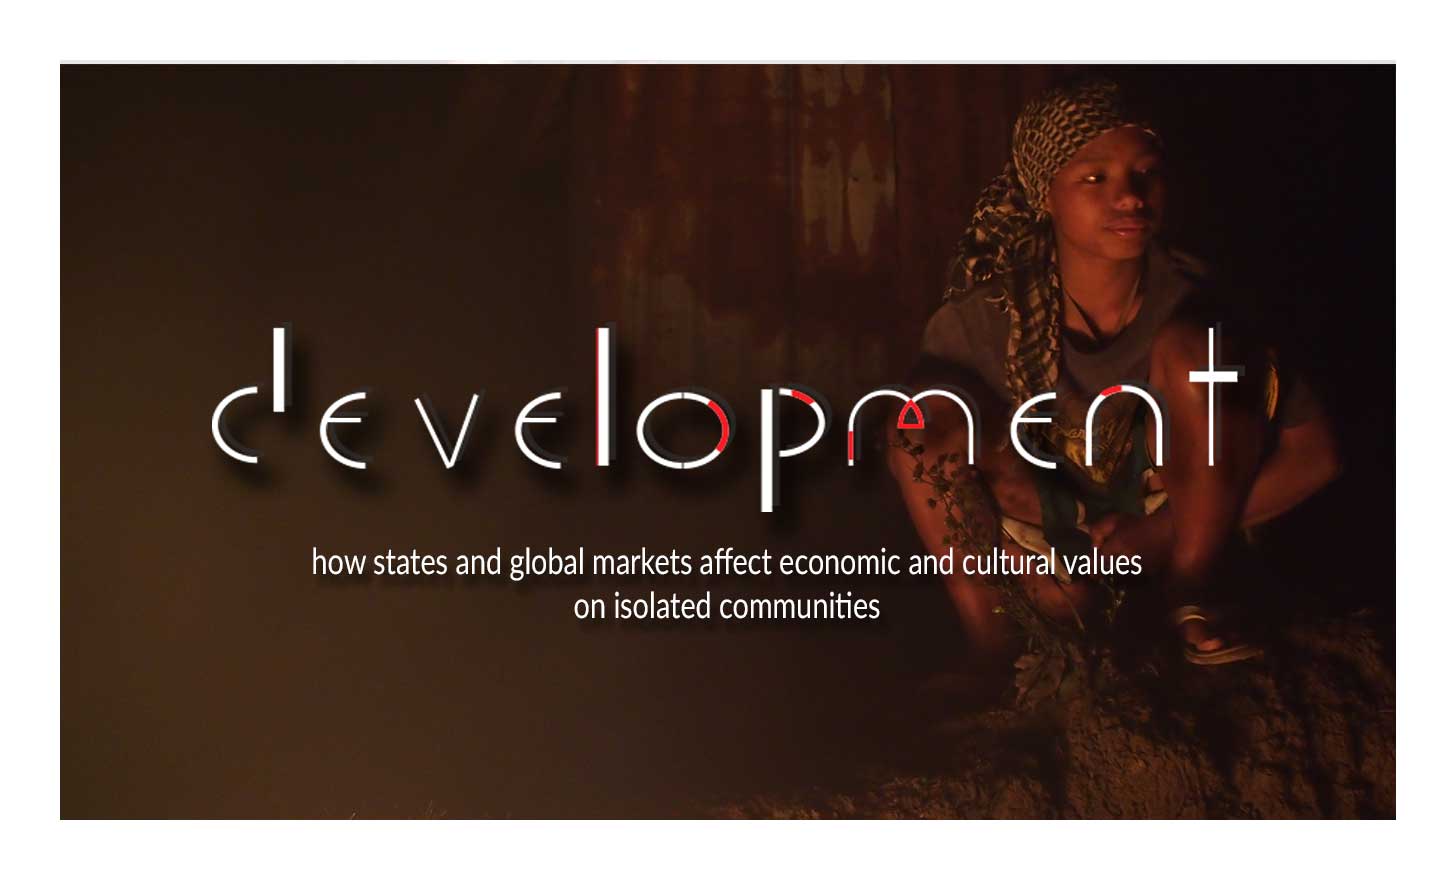 development
how states and global markets affect economic and cultural values
on isolated communities